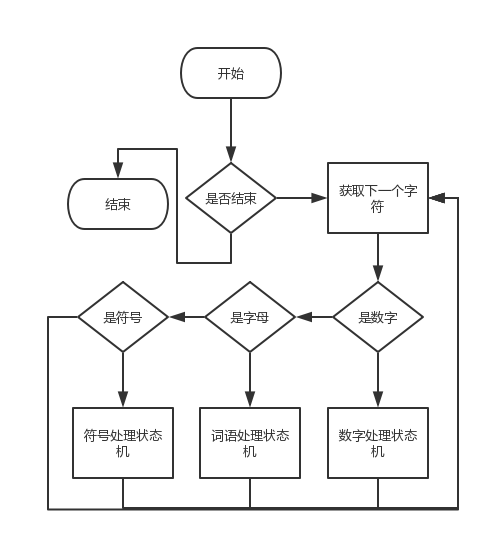 开始
是否结束
获取下一个字
符
结束
是符号
是字母
是数字
符号处理状态
机
词语处理状态
机
数字处理状态
机